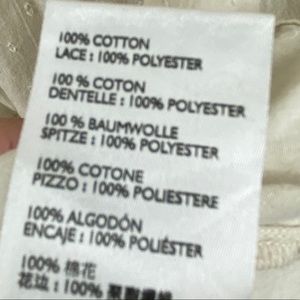 100% COTTON
LACE : 100% POLYESTER
100 % COTON
DENTELLE : 100% POLYESTER
100 % BAUMWOLLE
SPITZE : 100% POLYESTER
100% COTONE
PIZZO : 100% POLIESTERE
100% ALGODÓN
ENCAJE : 100% POLIÉSTER
100% 棉花
花边 : 100%